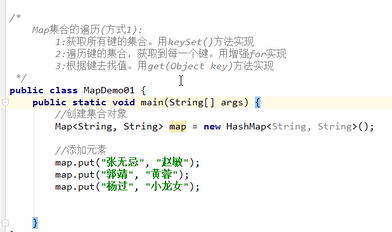 /*
Map集合的遍历(方式1):
1:获取所有键的集合。用keySet()方法实现
2:遍历键的集合，获取到每一个键。用增强for实现
3:根据键去找值。用get(Object key)方法实现
*/
public class MapDemo01 {
public static void main(String[] args) {
//创建集合对象
Map<String, String> map = new HashMap<String, String>();
//添加元素
map.put("张无忌", "赵敏");
map.put("郭靖", "黄蓉");
map.put("杨过", "小龙女");
}